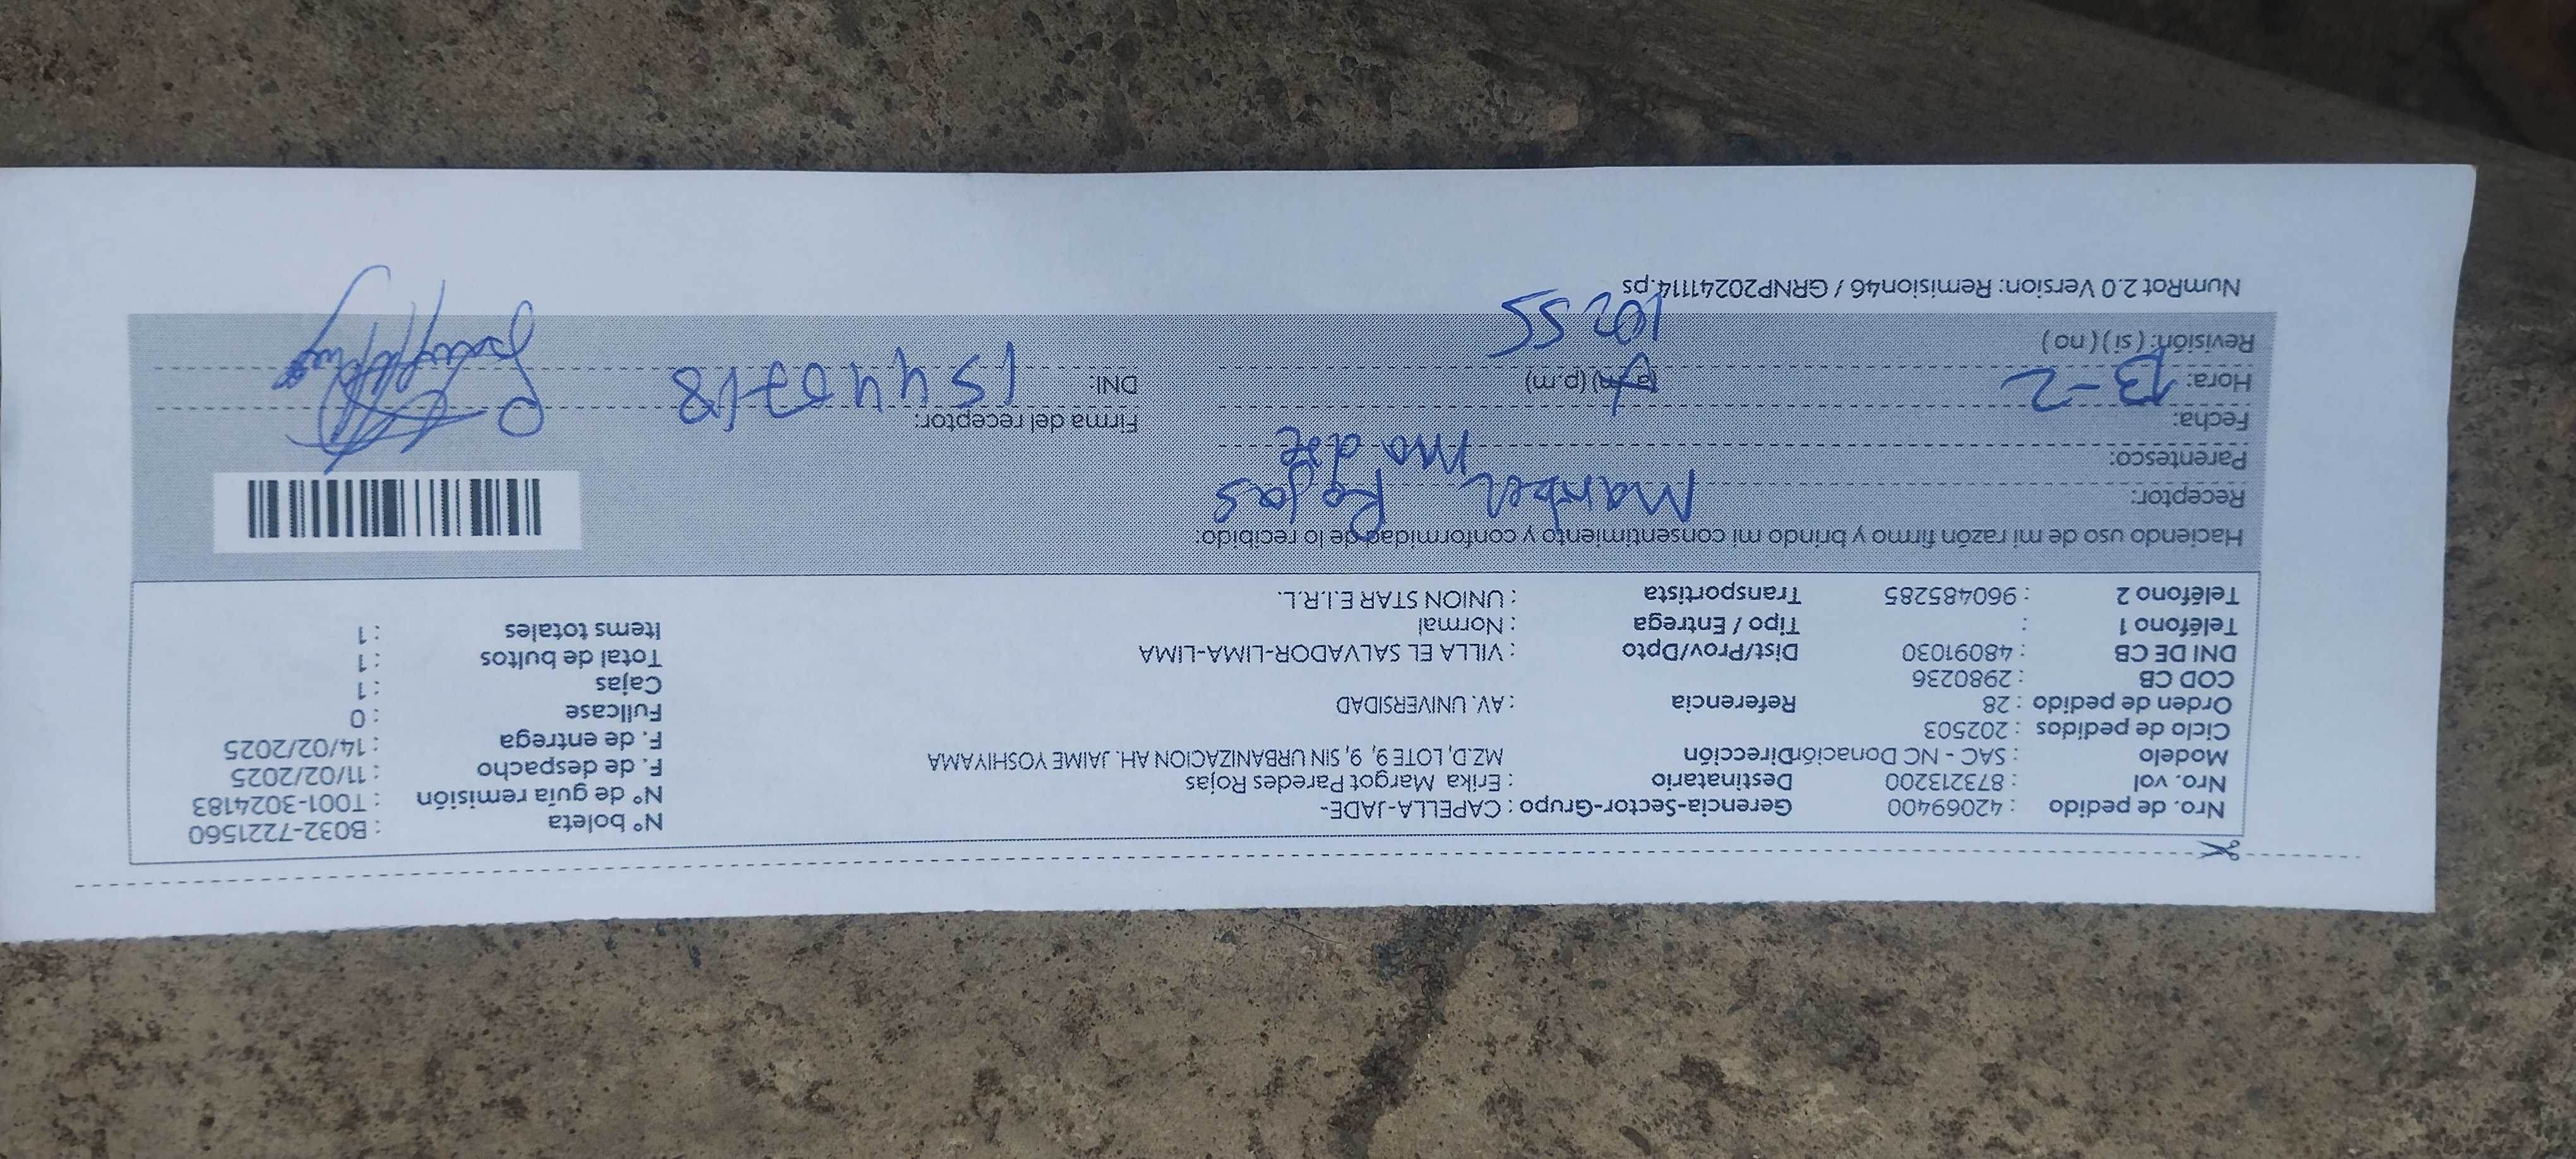 Nro. de pedido : 42069400 Gerencia-Sector-Grupo : CAPELLA-JADE- N° boleta : B032-7221560
Nro. vol : 873213200 Destinatario : Erika Margot Paredes Rojas N° de guía remisión : T001-3024183
Modelo : SAC - NC Donación Dirección MZ.D, LOTE 9, 9, SIN URBANIZACION AH. JAIME YOSHIYAMA F. de despacho : 11/02/2025
Ciclo de pedidos : 202503 F. de entrega : 14/02/2025
Orden de pedido : 28 Referencia : AV. UNIVERSIDAD Fullcase : 0
COD CB : 2980236 Cajas : 1
DNI DE CB : 48091030 Dist/Prov/Dpto : VILLA EL SALVADOR-LIMA-LIMA Total de bultos : 1
Teléfono 1 : Tipo / Entrega : Normal Items totales : 1
Teléfono 2 : 960485285 Transportista : UNION STAR E.I.R.L.
Haciendo uso de mi razón firmo y brindo mi consentimiento y conformidad de lo recibido:
Receptor: Maribel Rojas
Parentesco: madre
Fecha: 13-2 Firma del receptor:
Hora: (a.m) (p.m) DNI: 15440718
Revisión: ( si ) ( no )
NumRot 2.0 Version: Remision46 / GRNP20241114.ps